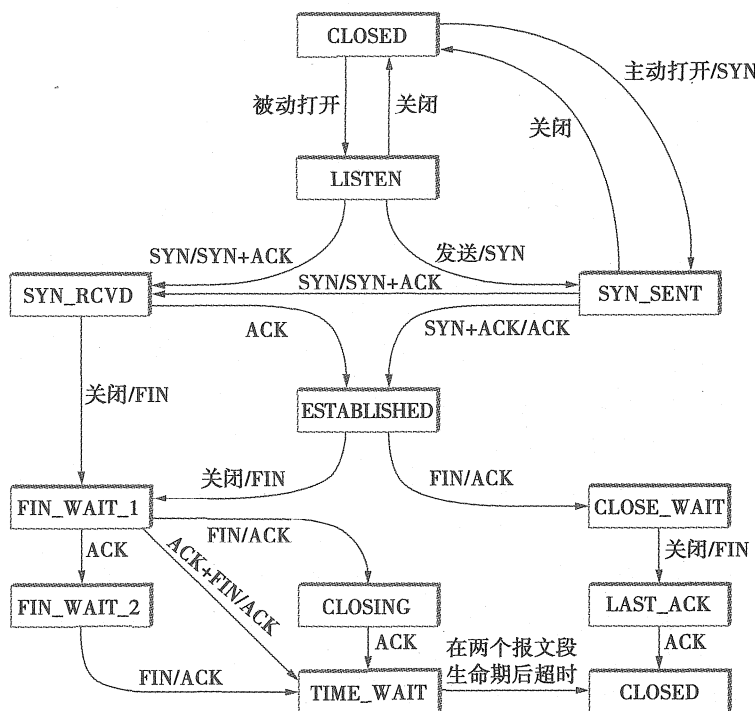 CLOSED
主动打开/SYN
被动打开
关闭
关闭
LISTEN
SYN/SYN+ACK
发送/SYN
SYN/SYN+ACK
SYN_RCVD
SYN_SENT
ACK
SYN+ACK/ACK
关闭/FIN
ESTABLISHED
关闭/FIN
FIN/ACK
FIN_WAIT_1
CLOSE_WAIT
FIN/ACK
ACK
ACK+FIN/ACK
关闭/FIN
FIN_WAIT_2
CLOSING
LAST_ACK
ACK
在两个报文段
生命期后超时
ACK
FIN/ACK
TIME_WAIT
CLOSED